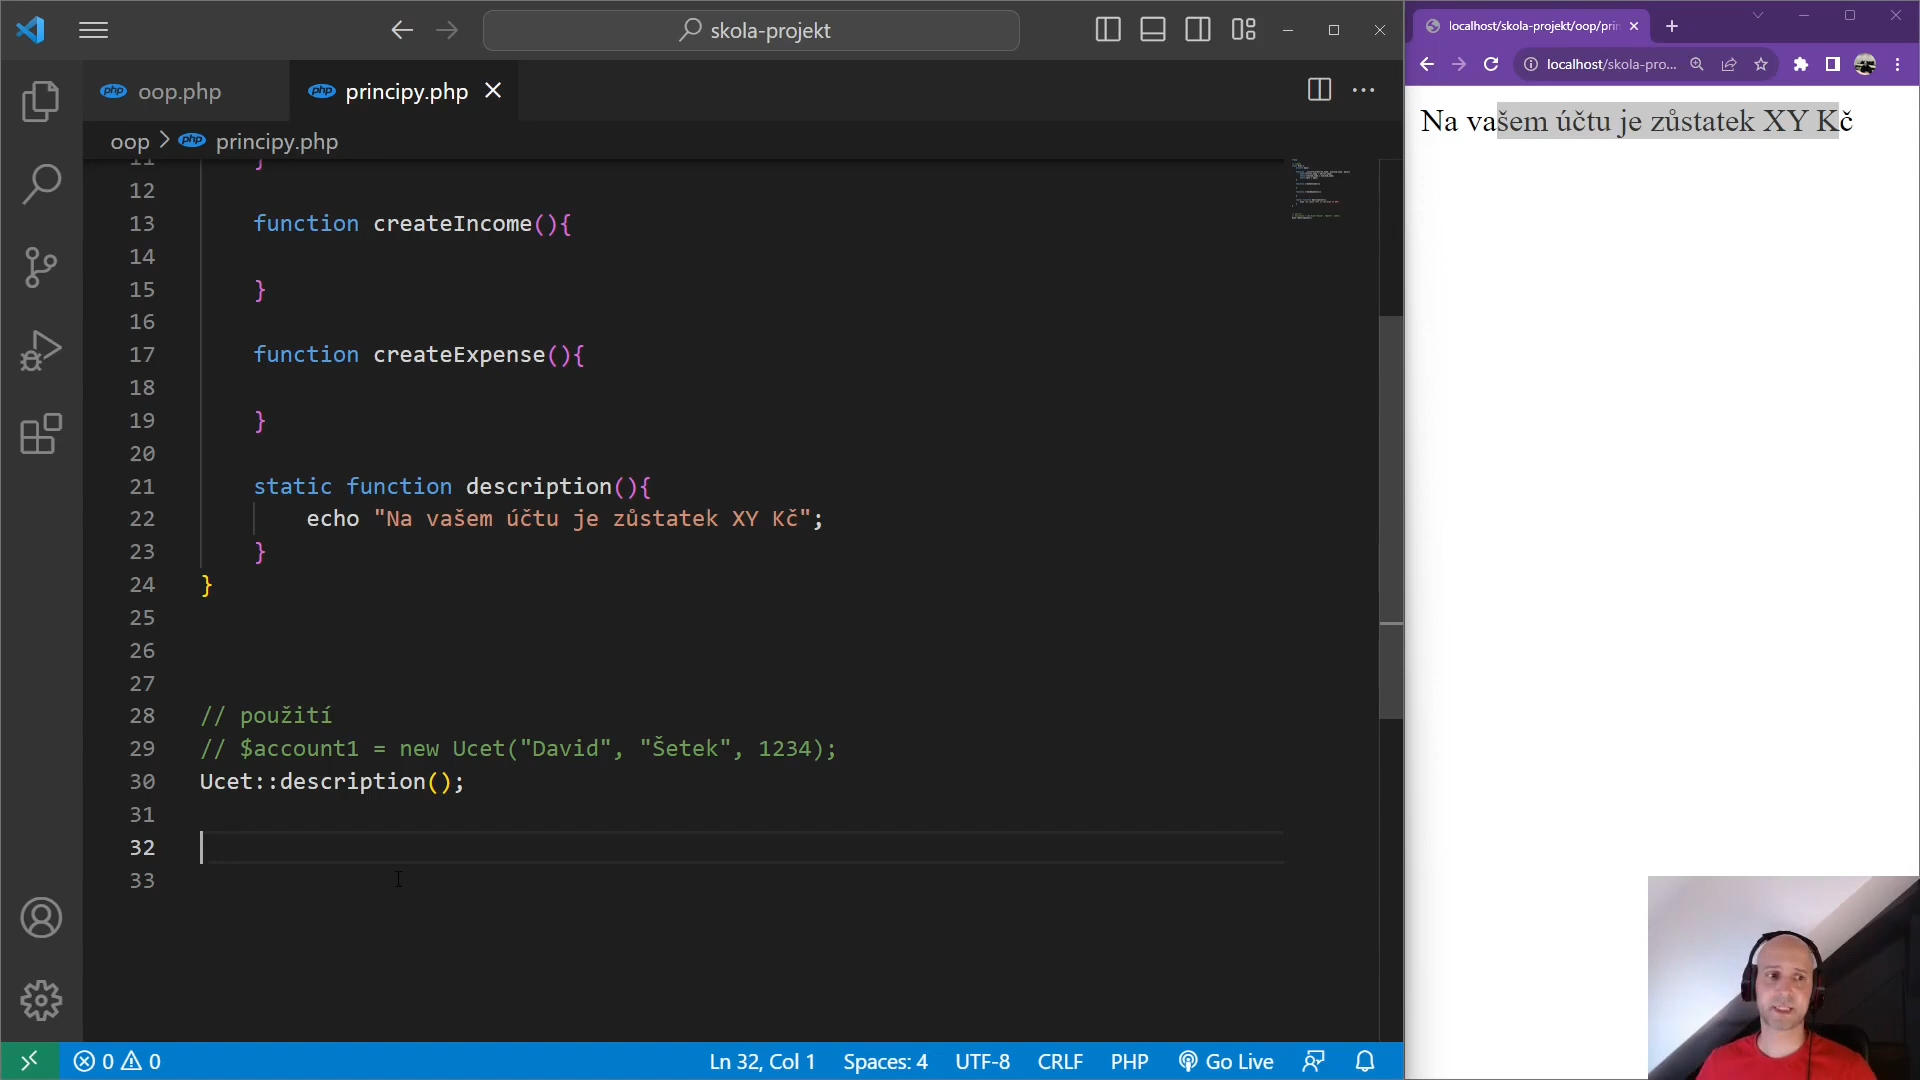 skola-projekt
oop.php
principy.php
oop > principy.php
11 }
12
13 function createIncome(){
14
15 }
16
17 function createExpense(){
18
19 }
20
21 static function description(){
22 echo "Na vašem účtu je zůstatek XY Kč";
23 }
24 }
25
26
27
28 // použití
29 // $account1 = new Ucet("David", "Šetek", 1234);
30 Ucet::description();
31
32
33
0 0 Ln 32, Col 1 Spaces: 4 UTF-8 CRLF PHP Go Live
localhost/skola-projekt/oop/prin
localhost/skola-pro...
Na vašem účtu je zůstatek XY Kč